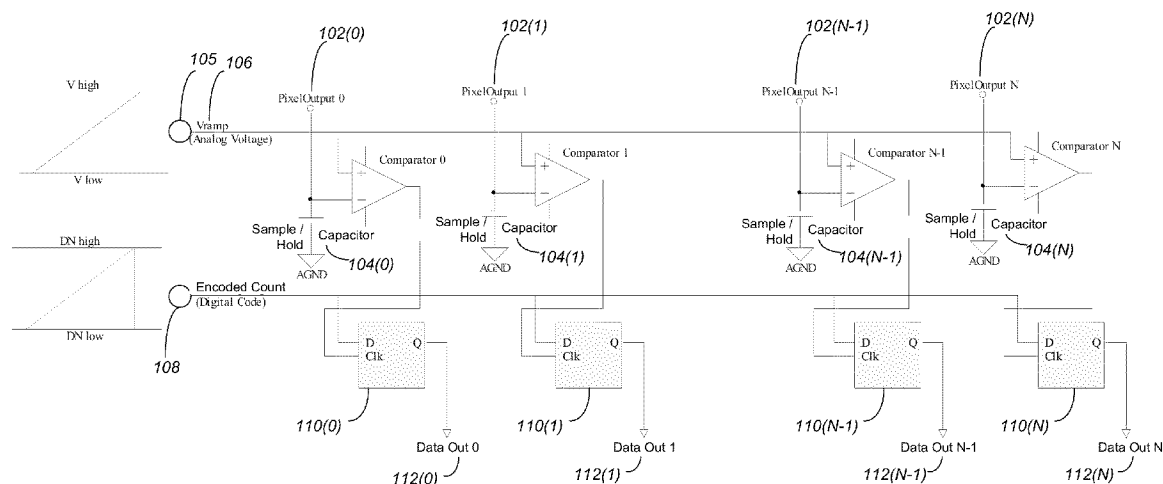 102(0)
102(1)
102(N-1)
102(N)
105
106
V high
PixelOutput 0
PixelOutput 1
PixelOutput N-1
PixelOutput N
Vramp
(Analog Voltage)
V low
Comparator 0
Comparator 1
Comparator N-1
Comparator N
+
−
+
−
+
−
+
−
Sample /
Hold
Capacitor
Sample /
Hold
Capacitor
Sample /
Hold
Capacitor
Sample /
Hold
Capacitor
104(0)
104(1)
104(N-1)
104(N)
AGND
AGND
AGND
AGND
DN high
Encoded Count
(Digital Code)
DN low
108
D Q
Clk
D Q
Clk
D Q
Clk
D Q
Clk
110(0)
110(1)
110(N-1)
110(N)
Data Out 0
Data Out 1
Data Out N-1
Data Out N
112(0)
112(1)
112(N-1)
112(N)